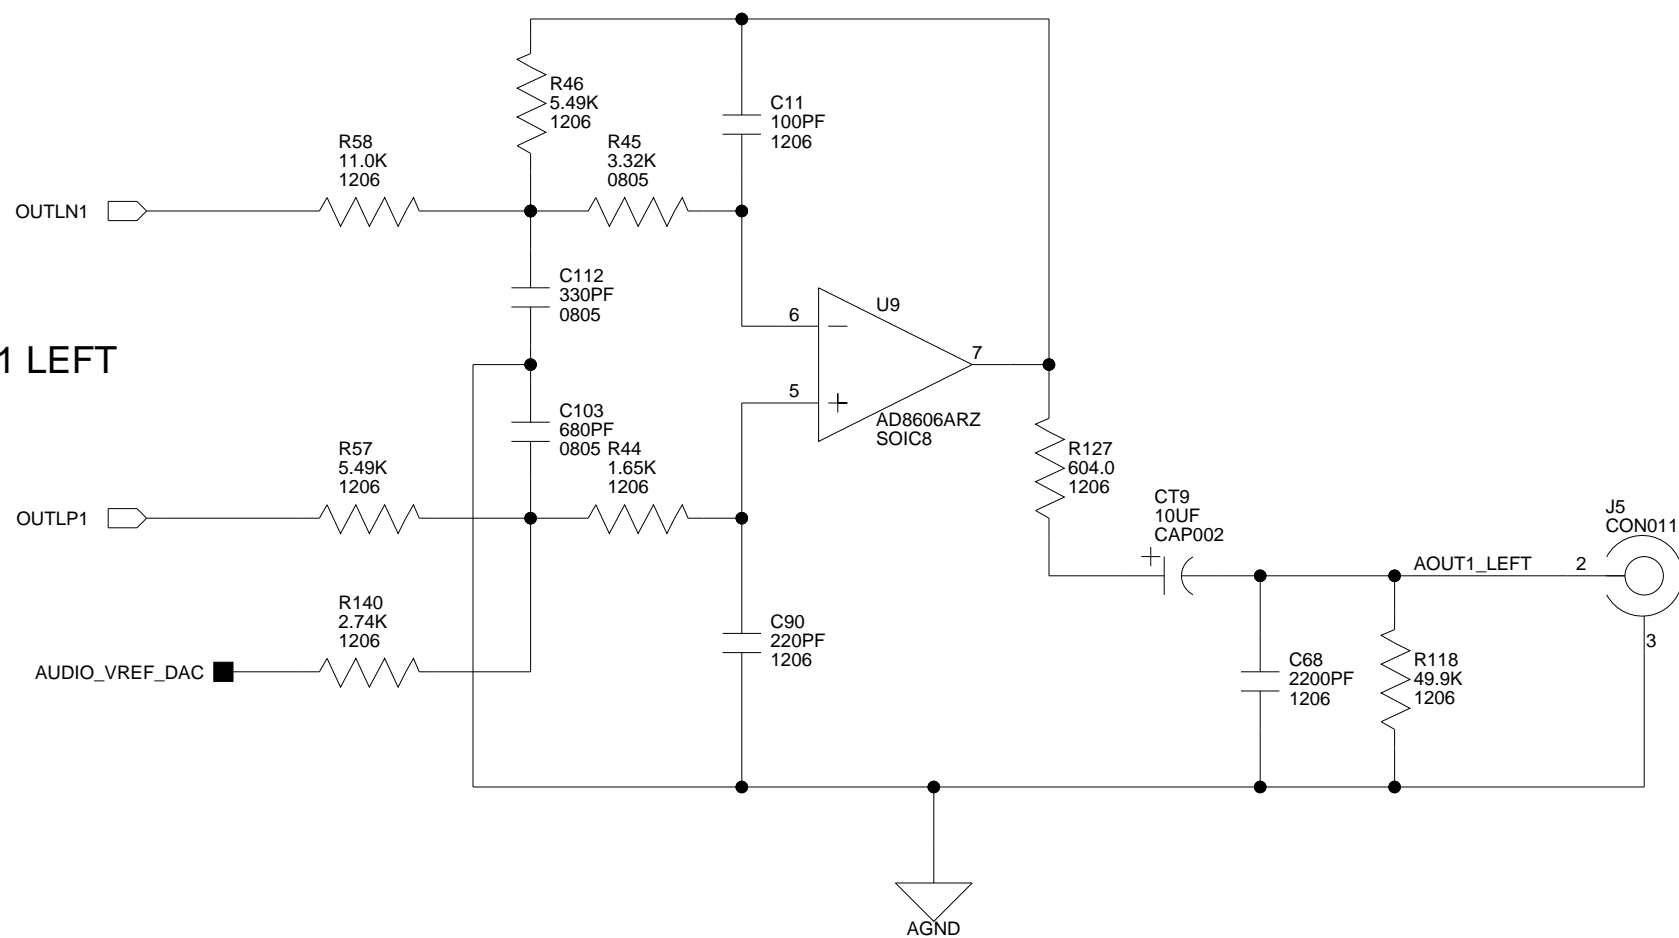 R46
5.49K
1206
C11
100PF
1206
R58
11.0K
1206
R45
3.32K
0805
OUTLN1
C112
330PF
0805
U9
6
1 LEFT
7
5
C103
680PF
0805
AD8606ARZ
SOIC8
R57
5.49K
1206
R44
1.65K
1206
R127
604.0
1206
CT9
10UF
CAP002
J5
CON011
OUTLP1
AOUT1_LEFT
2
R140
2.74K
1206
C90
220PF
1206
3
AUDIO_VREF_DAC
C68
2200PF
1206
R118
49.9K
1206
AGND